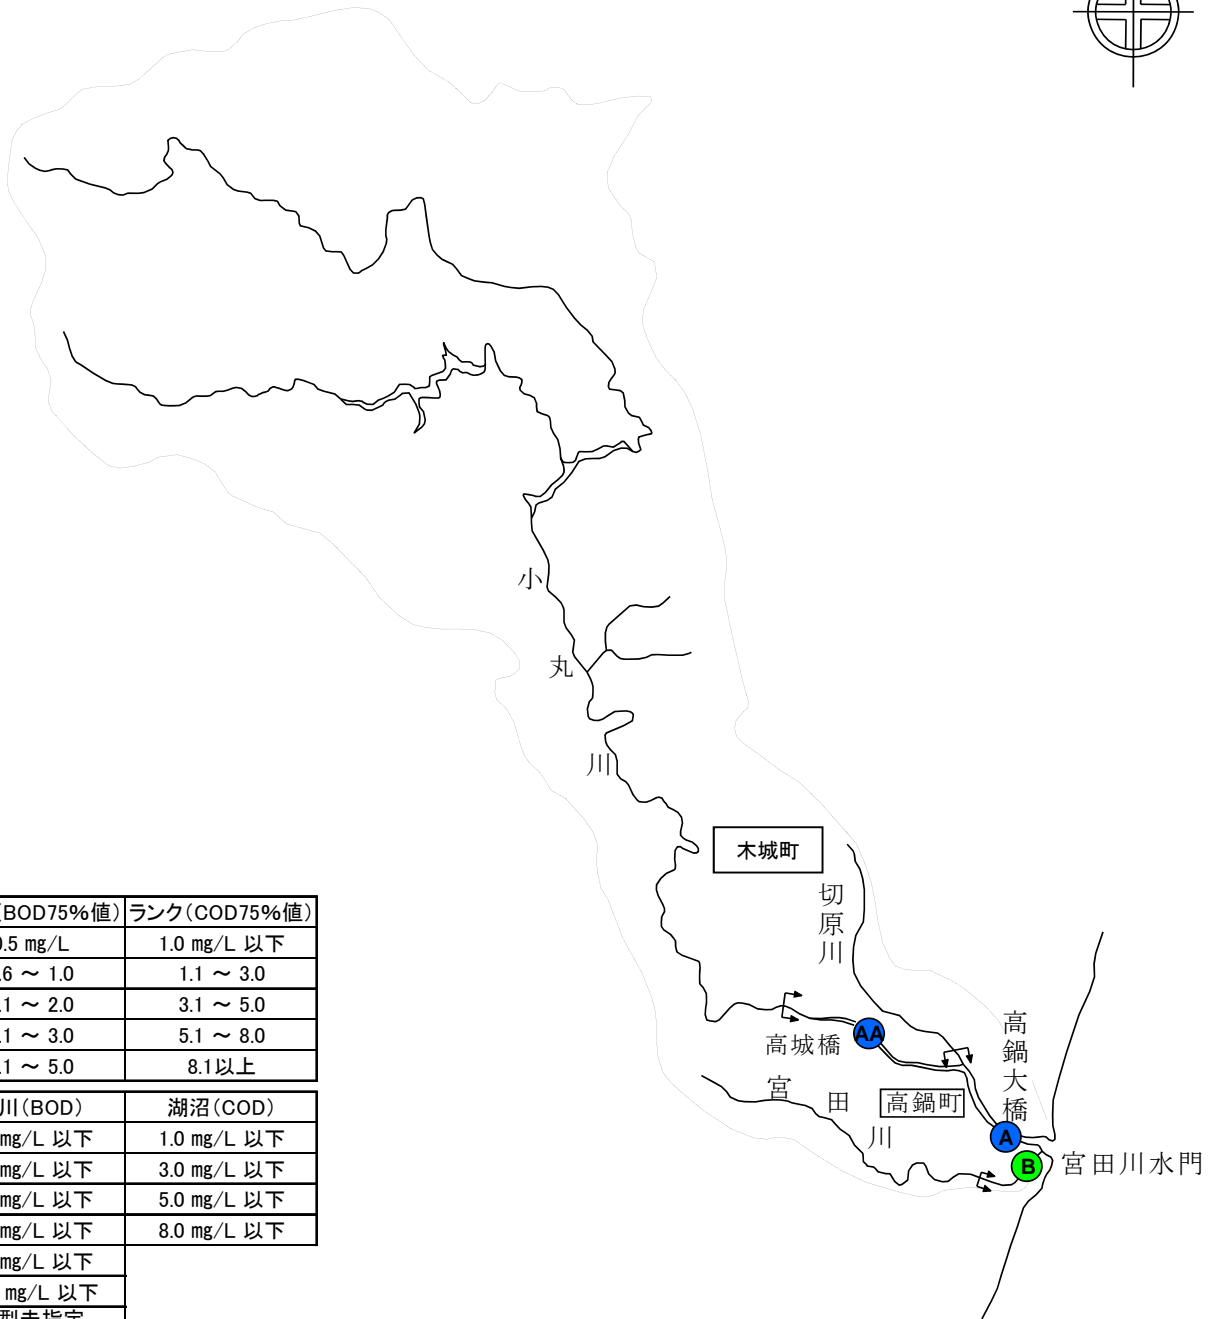 小
丸
川
木城町
切
原
川
高城橋
AA
高
鍋
大
橋
宮
田
川
高鍋町
A
B
宮田川水門
(BOD75%値) ランク(COD75%値)
0.5 mg/L 1.0 mg/L 以下
.6 ～ 1.0 1.1 ～ 3.0
.1 ～ 2.0 3.1 ～ 5.0
.1 ～ 3.0 5.1 ～ 8.0
.1 ～ 5.0 8.1以上
川(BOD) 湖沼(COD)
mg/L 以下 1.0 mg/L 以下
mg/L 以下 3.0 mg/L 以下
mg/L 以下 5.0 mg/L 以下
mg/L 以下 8.0 mg/L 以下
mg/L 以下
mg/L 以下
型未指定